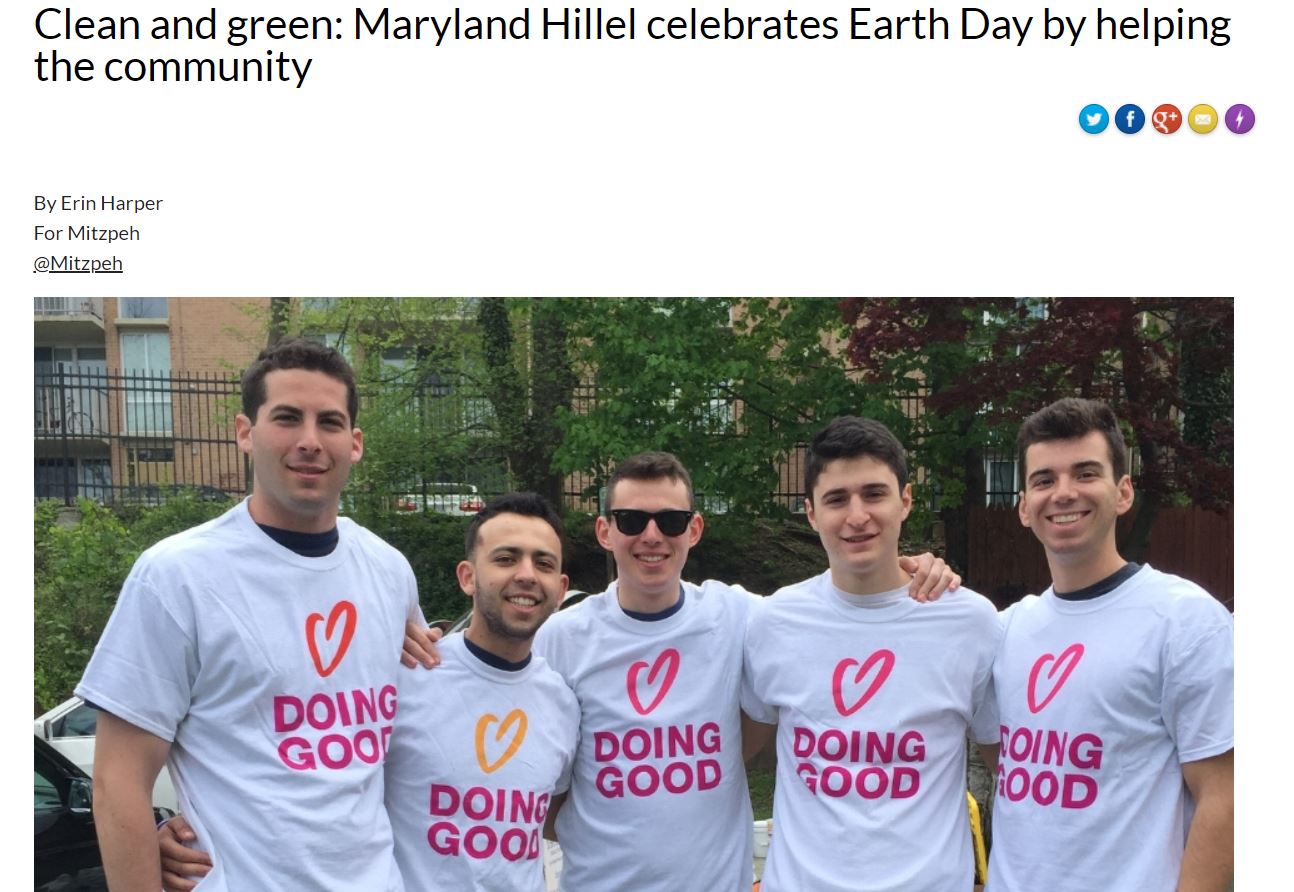 Clean and green: Maryland Hillel celebrates Earth Day by helping
the community
By Erin Harper
For Mitzpeh
@Mitzpeh
DOING
GOOD
DOING
GOOD
DOING
GOOD
DOING
GOOD
DOING
GOOD